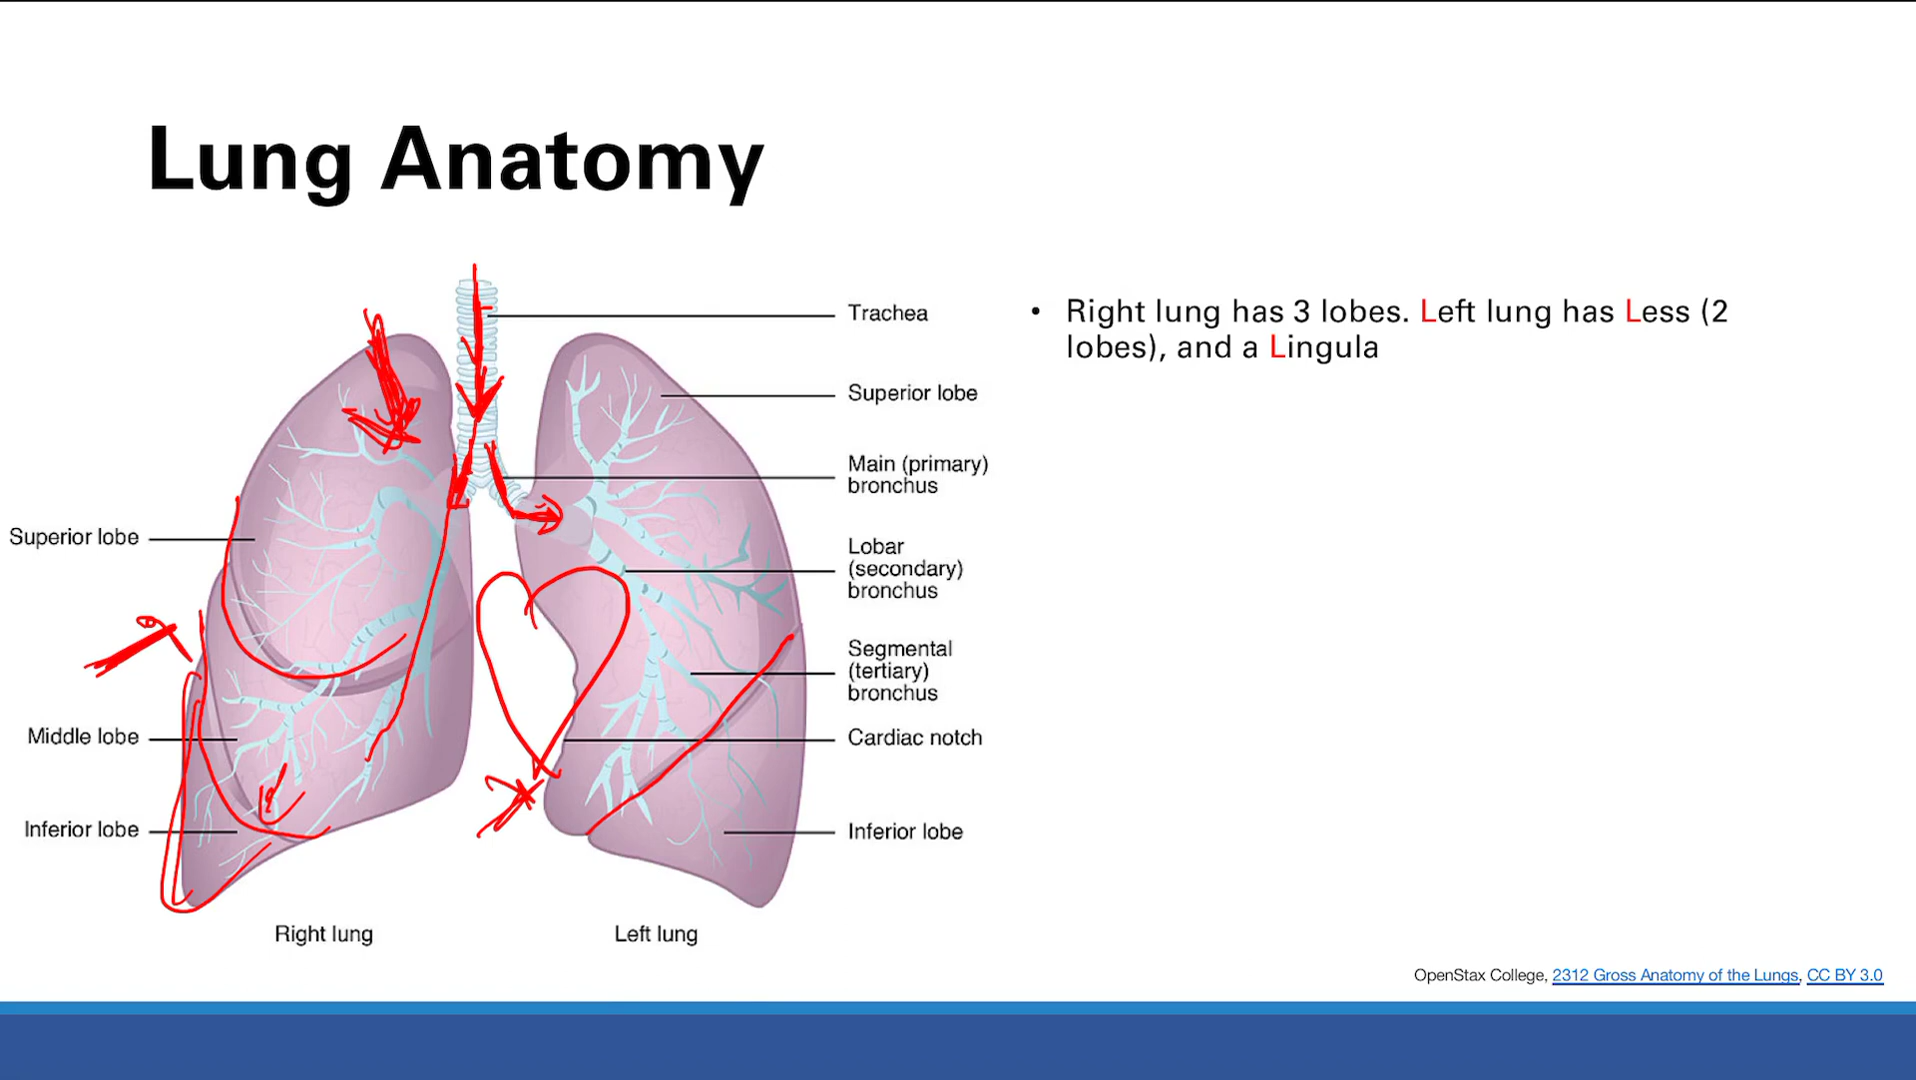 Lung Anatomy
Trachea
Superior lobe
Main (primary)
bronchus
Lobar
(secondary)
bronchus
Segmental
(tertiary)
bronchus
Cardiac notch
Inferior lobe
Superior lobe
Middle lobe
Inferior lobe
Right lung
Left lung
• Right lung has 3 lobes. Left lung has Less (2
lobes), and a Lingula
OpenStax College, 2312 Gross Anatomy of the Lungs, CC BY 3.0